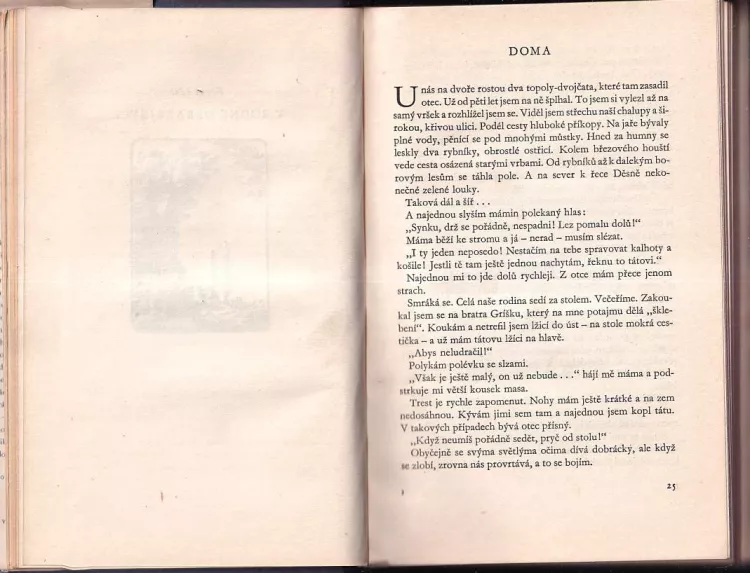 DOMA
U nás na dvoře rostou dva topoly-dvojčata, které tam zasadil
otec. Už od pěti let jsem na ně šplhal. To jsem si vylezl až na
samý vršek a rozhlížel jsem se. Viděl jsem střechu naší chalupy a ši-
rokou, křivou ulici. Podél cesty hluboké příkopy. Na jaře bývaly
plné vody, pěnící se pod mnohými můstky. Hned za humny se
leskly dva rybníky, obrostlé ostřicí. Kolem březového houští
vede cesta osázená starými vrbami. Od rybníků až k dalekým bo-
rovým lesům se táhla pole. A na sever k řece Děsně neko-
nečné zelené louky.
Taková dál a šíř . . .
A najednou slyším mámin polekaný hlas:
„Synku, drž se pořádně, nespadni! Lez pomalu dolů!“
Máma běží ke stromu a já – nerad – musím slézat.
„I ty jeden neposedo! Nestačím na tebe spravovat kalhoty a
košile! Jestli tě tam ještě jednou nachytám, řeknu to tátovi.“
Najednou mi to jde dolů rychleji. Z otce mám přece jenom
strach.
Smráká se. Celá naše rodina sedí za stolem. Večeříme. Zakou-
kal jsem se na bratra Gríšku, který na mne potajmu dělá „škle-
bení“. Koukám a netrefil jsem lžicí do úst – na stole mokrá ces-
tička – a už mám tátovu lžíci na hlavě.
„Abys neludračil!“
Polykám polévku se slzami.
„Však je ještě malý, on už nebude . . .“ hájí mě máma a pod-
strkuje mi větší kousek masa.
Trest je rychle zapomenut. Nohy mám ještě krátké a na zem
nedosáhnou. Kývám jimi sem tam a najednou jsem kopl tátu.
V takových případech bývá otec přísný.
„Když neumíš pořádně sedět, pryč od stolu!“
Obyčejně se svýma světlýma očima dívá dobrácky, ale když
se zlobí, zrovna nás provrtává, a to se bojím.
25